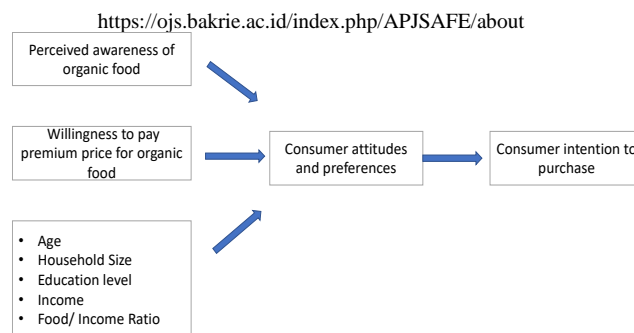 https://ojs.bakrie.ac.id/index.php/APJSAFE/about
Perceived awareness of
organic food
Willingness to pay
premium price for organic
food
Consumer attitudes
and preferences
Consumer intention to
purchase
• Age
• Household Size
• Education level
• Income
• Food/ Income Ratio